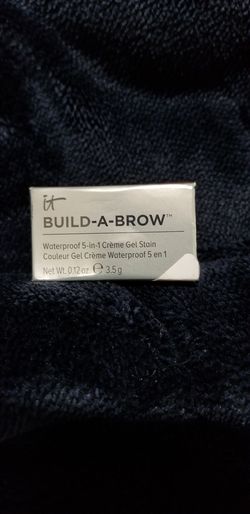 it
BUILD-A-BROW™
Waterproof 5-in-1 Crème Gel Stain
Couleur Gel Crème Waterproof 5 en 1
Net Wt. 0.12 oz. ℮ 3.5 g